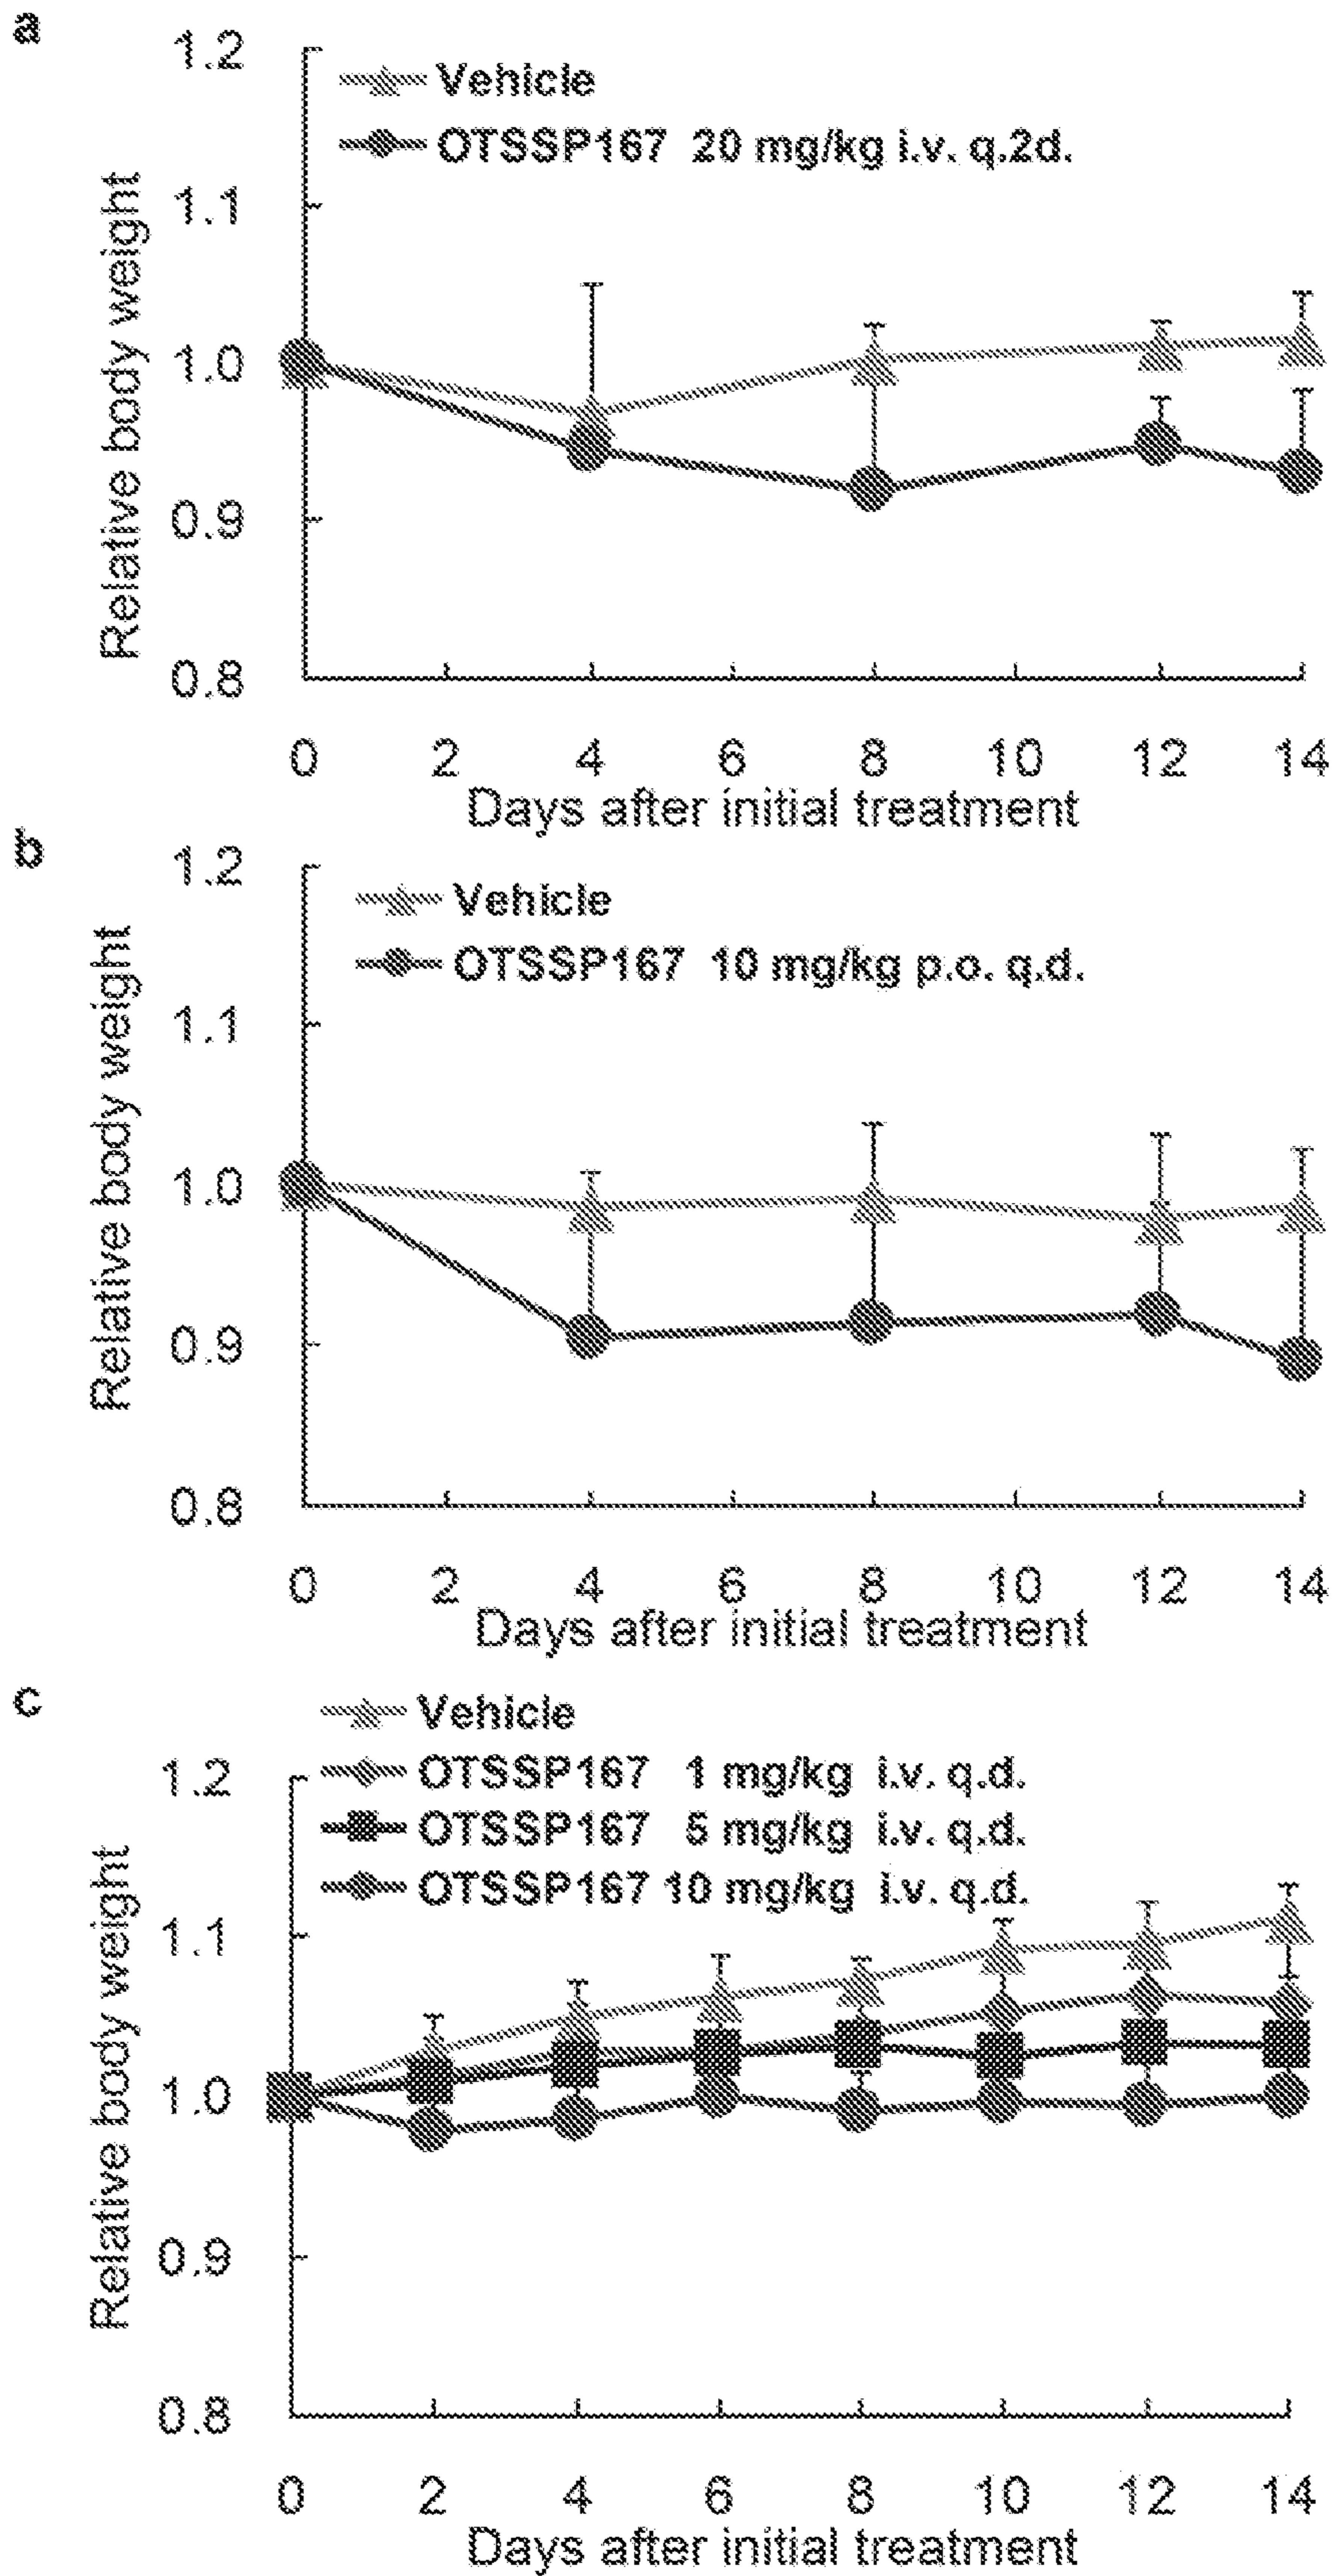 a
1.2
1.1
1.0
0.9
0.8
Relative body weight
Vehicle
OTSSP167 20 mg/kg i.v. q.2d.
0 2 4 6 8 10 12 14
Days after initial treatment
b
1.2
1.1
1.0
0.9
0.8
Relative body weight
Vehicle
OTSSP167 10 mg/kg p.o. q.d.
0 2 4 6 8 10 12 14
Days after initial treatment
c
Vehicle
OTSSP167 1 mg/kg i.v. q.d.
OTSSP167 5 mg/kg i.v. q.d.
OTSSP167 10 mg/kg i.v. q.d.
1.2
1.1
1.0
0.9
0.8
Relative body weight
0 2 4 6 8 10 12 14
Days after initial treatment